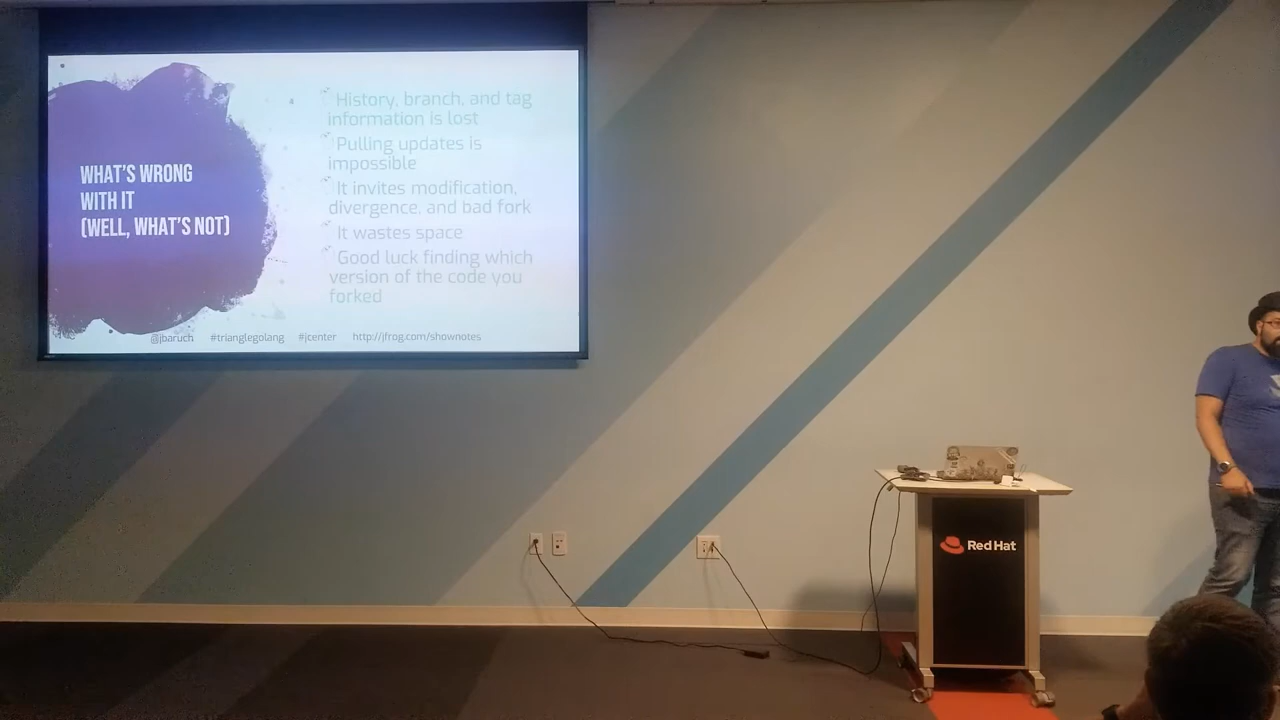 WHAT'S WRONG
WITH IT
(WELL, WHAT'S NOT)
History, branch, and tag
information is lost
Pulling updates is
impossible
It invites modification,
divergence, and bad fork
It wastes space
Good luck finding which
version of the code you
forked
@jbaruch #trianglegolang #jcenter http://jfrog.com/shownotes
Red Hat